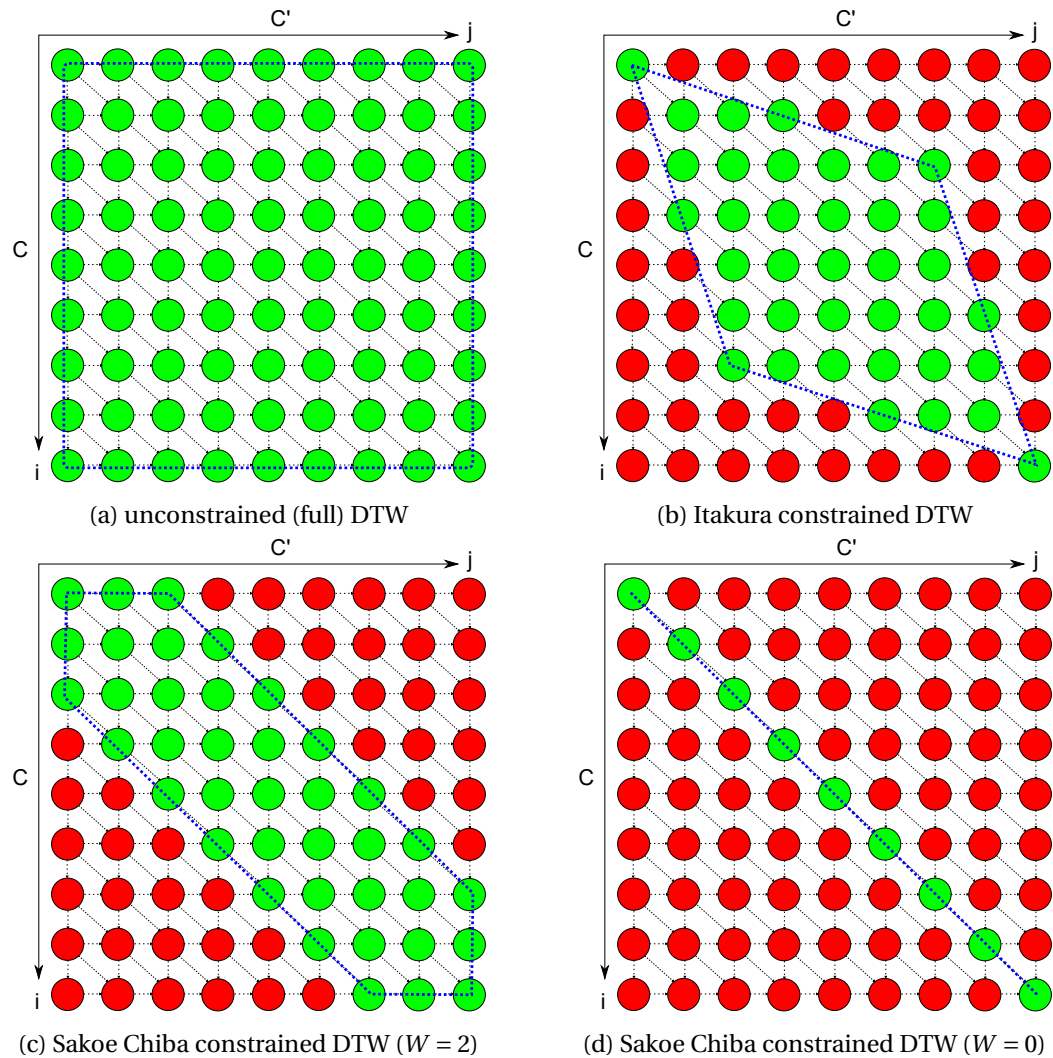 C'
j
C
i
(a) unconstrained (full) DTW
C'
j
C
i
(b) Itakura constrained DTW
C'
j
C
i
(c) Sakoe Chiba constrained DTW (W = 2)
C'
j
C
i
(d) Sakoe Chiba constrained DTW (W = 0)